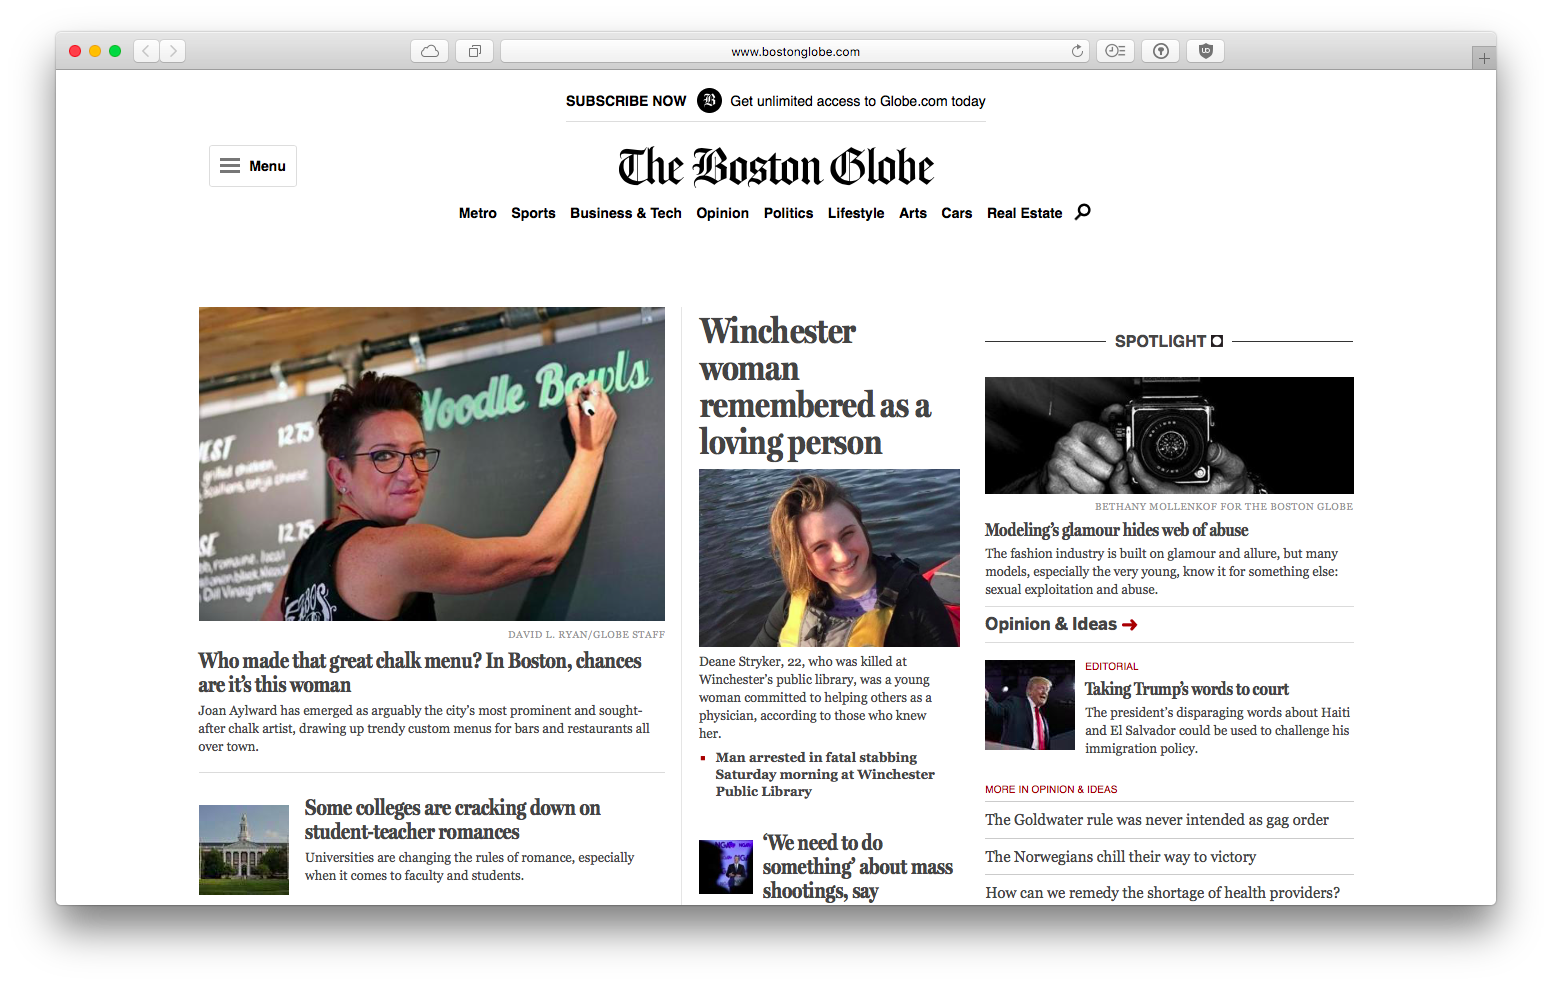 www.bostonglobe.com
SUBSCRIBE NOW B Get unlimited access to Globe.com today
Menu
The Boston Globe
Metro Sports Business & Tech Opinion Politics Lifestyle Arts Cars Real Estate
Noodle Bowls
1275
1275
DAVID L. RYAN/GLOBE STAFF
Who made that great chalk menu? In Boston, chances
are it's this woman
Joan Aylward has emerged as arguably the city's most prominent and sought-
after chalk artist, drawing up trendy custom menus for bars and restaurants all
over town.
Some colleges are cracking down on
student-teacher romances
Universities are changing the rules of romance, especially
when it comes to faculty and students.
Winchester
woman
remembered as a
loving person
Deane Stryker, 22, who was killed at
Winchester's public library, was a young
woman committed to helping others as a
physician, according to those who knew
her.
Man arrested in fatal stabbing
Saturday morning at Winchester
Public Library
‘We need to do
something’ about mass
shootings, say
SPOTLIGHT
BETHANY MOLLENKOF FOR THE BOSTON GLOBE
Modeling's glamour hides web of abuse
The fashion industry is built on glamour and allure, but many
models, especially the very young, know it for something else:
sexual exploitation and abuse.
Opinion & Ideas
EDITORIAL
Taking Trump's words to court
The president's disparaging words about Haiti
and El Salvador could be used to challenge his
immigration policy.
MORE IN OPINION & IDEAS
The Goldwater rule was never intended as gag order
The Norwegians chill their way to victory
How can we remedy the shortage of health providers?